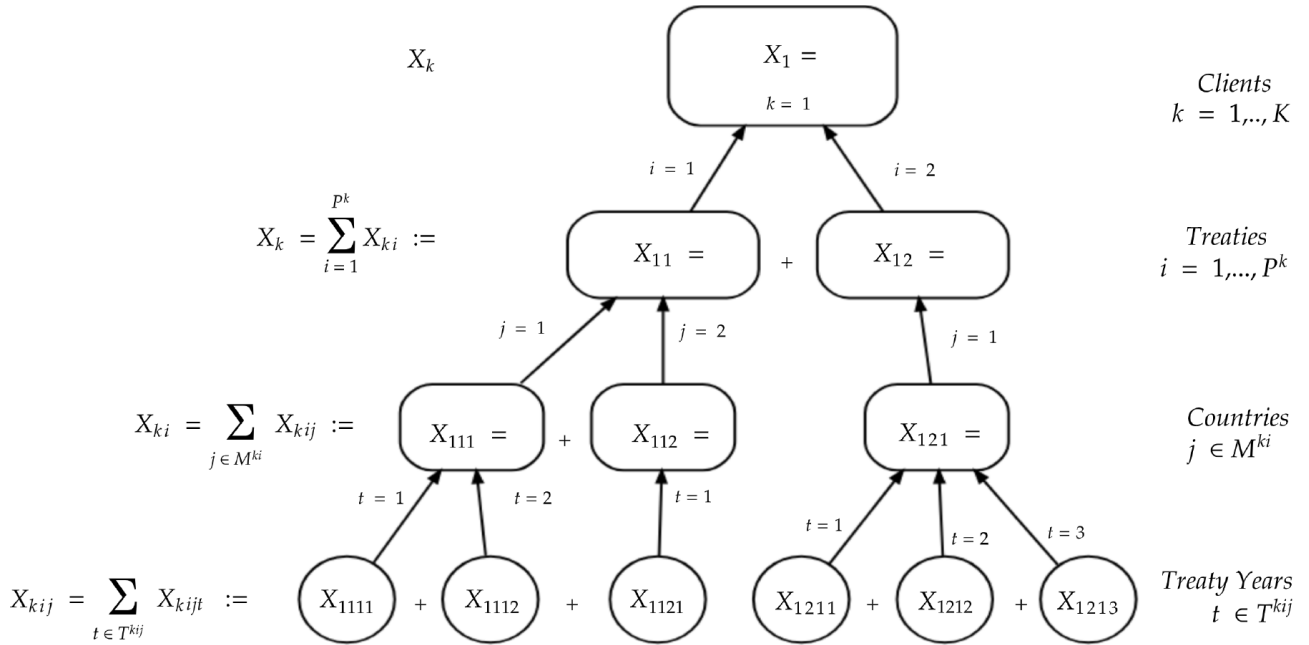 X_k
X_1 =
k = 1
Clients
k = 1,.., K
i = 1
i = 2
X_k = ∑_{i = 1}^{P^k} X_{ki} :=
X_{11} =
+
X_{12} =
Treaties
i = 1,..., P^k
j = 1
j = 2
j = 1
X_{ki} = ∑_{j ∈ M^{ki}} X_{kij} :=
X_{111} =
+
X_{112} =
X_{121} =
Countries
j ∈ M^{ki}
t = 1
t = 2
t = 1
t = 1
t = 2
t = 3
X_{kij} = ∑_{t ∈ T^{kij}} X_{kijt} :=
X_{1111} + X_{1112} + X_{1121}
X_{1211} + X_{1212} + X_{1213}
Treaty Years
t ∈ T^{kij}